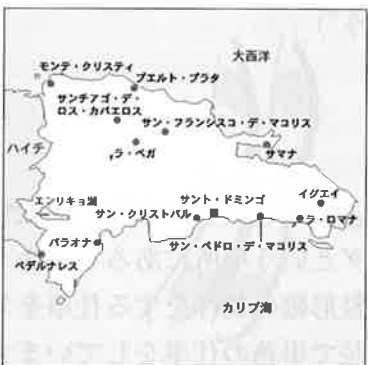 大西洋
モンテ・クリスティ
プエルト・プラタ
サンチアゴ・デ・
ロス・カバエロス
サン・フランシスコ・デ・マコリス
ハイチ
ラ・ベガ
サマナ
エンリキョ湖
サント・ドミンゴ
イグエイ
サン・クリストバル
ラ・ロマナ
バラオナ
サン・ペドロ・デ・マコリス
ペデルナレス
カリブ海